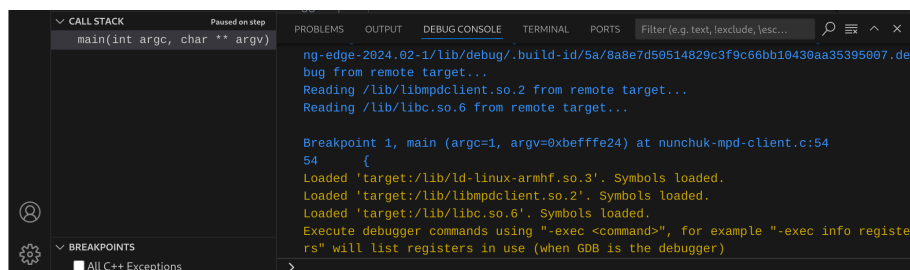 CALL STACK
Paused on step
main(int argc, char ** argv)
BREAKPOINTS
All C++ Exceptions
PROBLEMS
OUTPUT
DEBUG CONSOLE
TERMINAL
PORTS
Filter (e.g. text, !exclude, \esc...
ng-edge-2024.02-1/lib/debug/.build-id/5a/8a8e7d50514829c3f9c66bb10430aa35395007.de
bug from remote target...
Reading /lib/libmpdclient.so.2 from remote target...
Reading /lib/libc.so.6 from remote target...
Breakpoint 1, main (argc=1, argv=0xbefffe24) at nunchuk-mpd-client.c:54
54 {
Loaded 'target:/lib/ld-linux-armhf.so.3'. Symbols loaded.
Loaded 'target:/lib/libmpdclient.so.2'. Symbols loaded.
Loaded 'target:/lib/libc.so.6'. Symbols loaded.
Execute debugger commands using "-exec <command>", for example "-exec info registe
rs" will list registers in use (when GDB is the debugger)
>